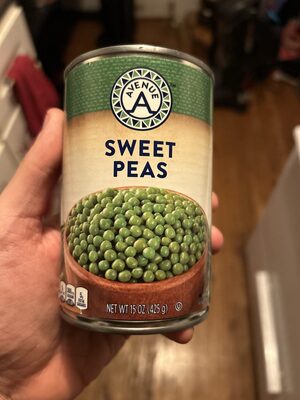 AVENUE
A
SWEET
PEAS
NET WT 15 OZ (425 g)